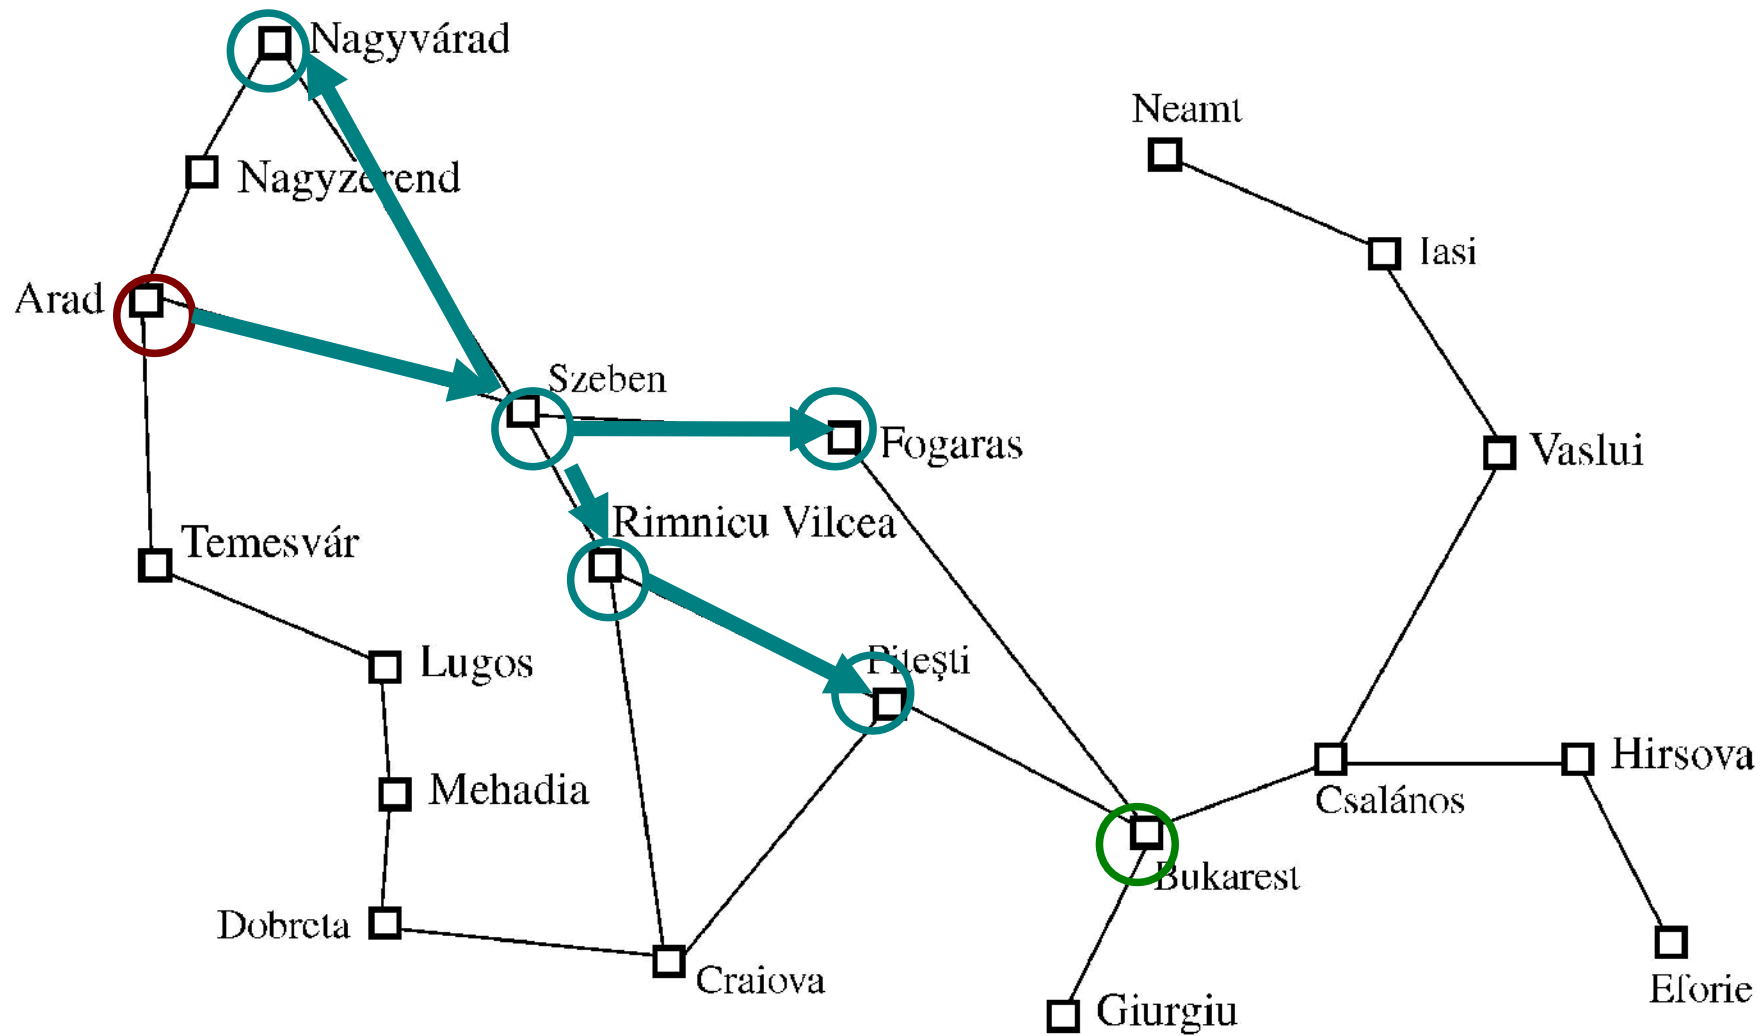 Nagyvárad
Neamt
Nagyzerend
Iasi
Arad
Szeben
Fogaras
Vaslui
Rimnicu Vilcea
Temesvár
Lugos
Piteşti
Hirsova
Mehadia
Csalános
Bukarest
Dobreta
Craiova
Eforie
Giurgiu